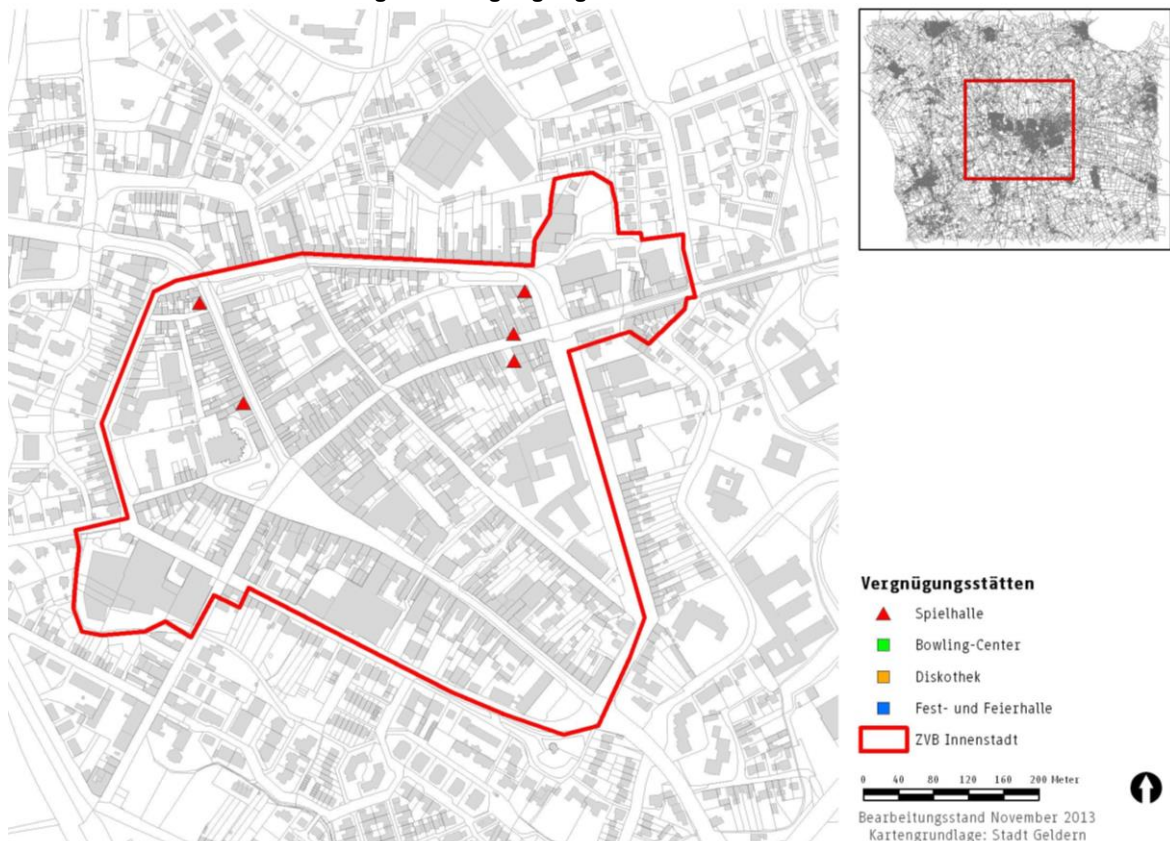 Vergnügungsstätten
Spielhalle
Bowling-Center
Diskothek
Fest- und Feierhalle
ZVB Innenstadt
0 40 80 120 160 200 Meter
Bearbeitungsstand November 2013
Kartengrundlage: Stadt Geldern